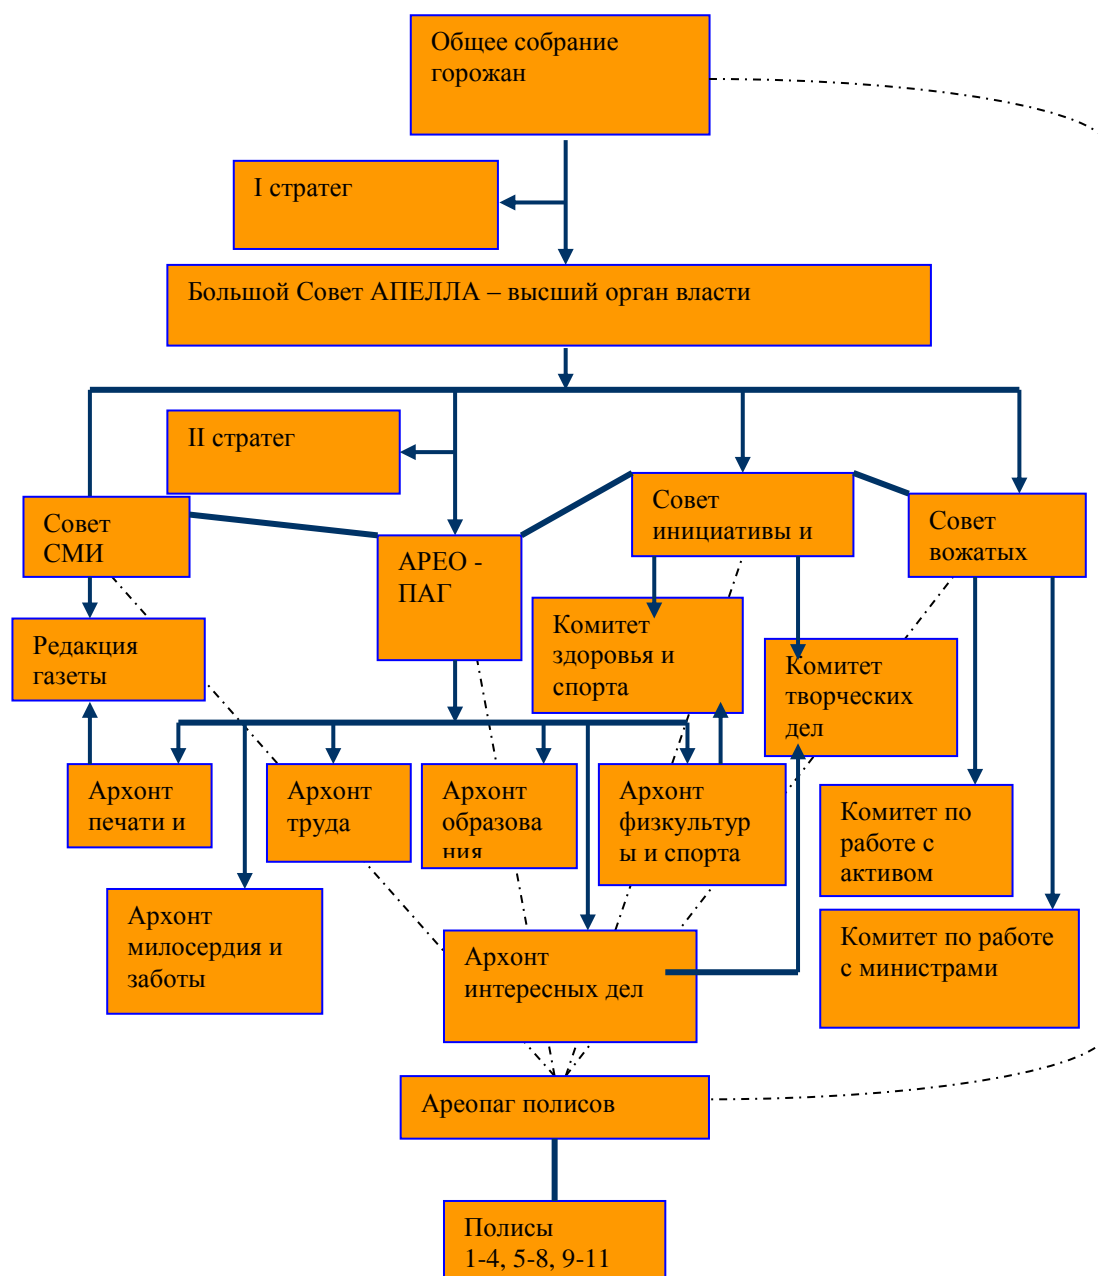 Общее собрание
горожан
I стратег
Большой Совет АПЕЛЛА – высший орган власти
II стратег
Совет
СМИ
АРЕО -
ПАГ
Совет
инициативы и
Совет
вожатых
Редакция
газеты
Комитет
здоровья и
спорта
Комитет
творческих
дел
Архонт
печати и
Архонт
труда
Архонт
образова
ния
Архонт
физкультур
ы и спорта
Комитет по
работе с
активом
Архонт
милосердия и
заботы
Архонт
интересных дел
Комитет по работе
с министрами
Ареопаг полисов
Полисы
1-4, 5-8, 9-11